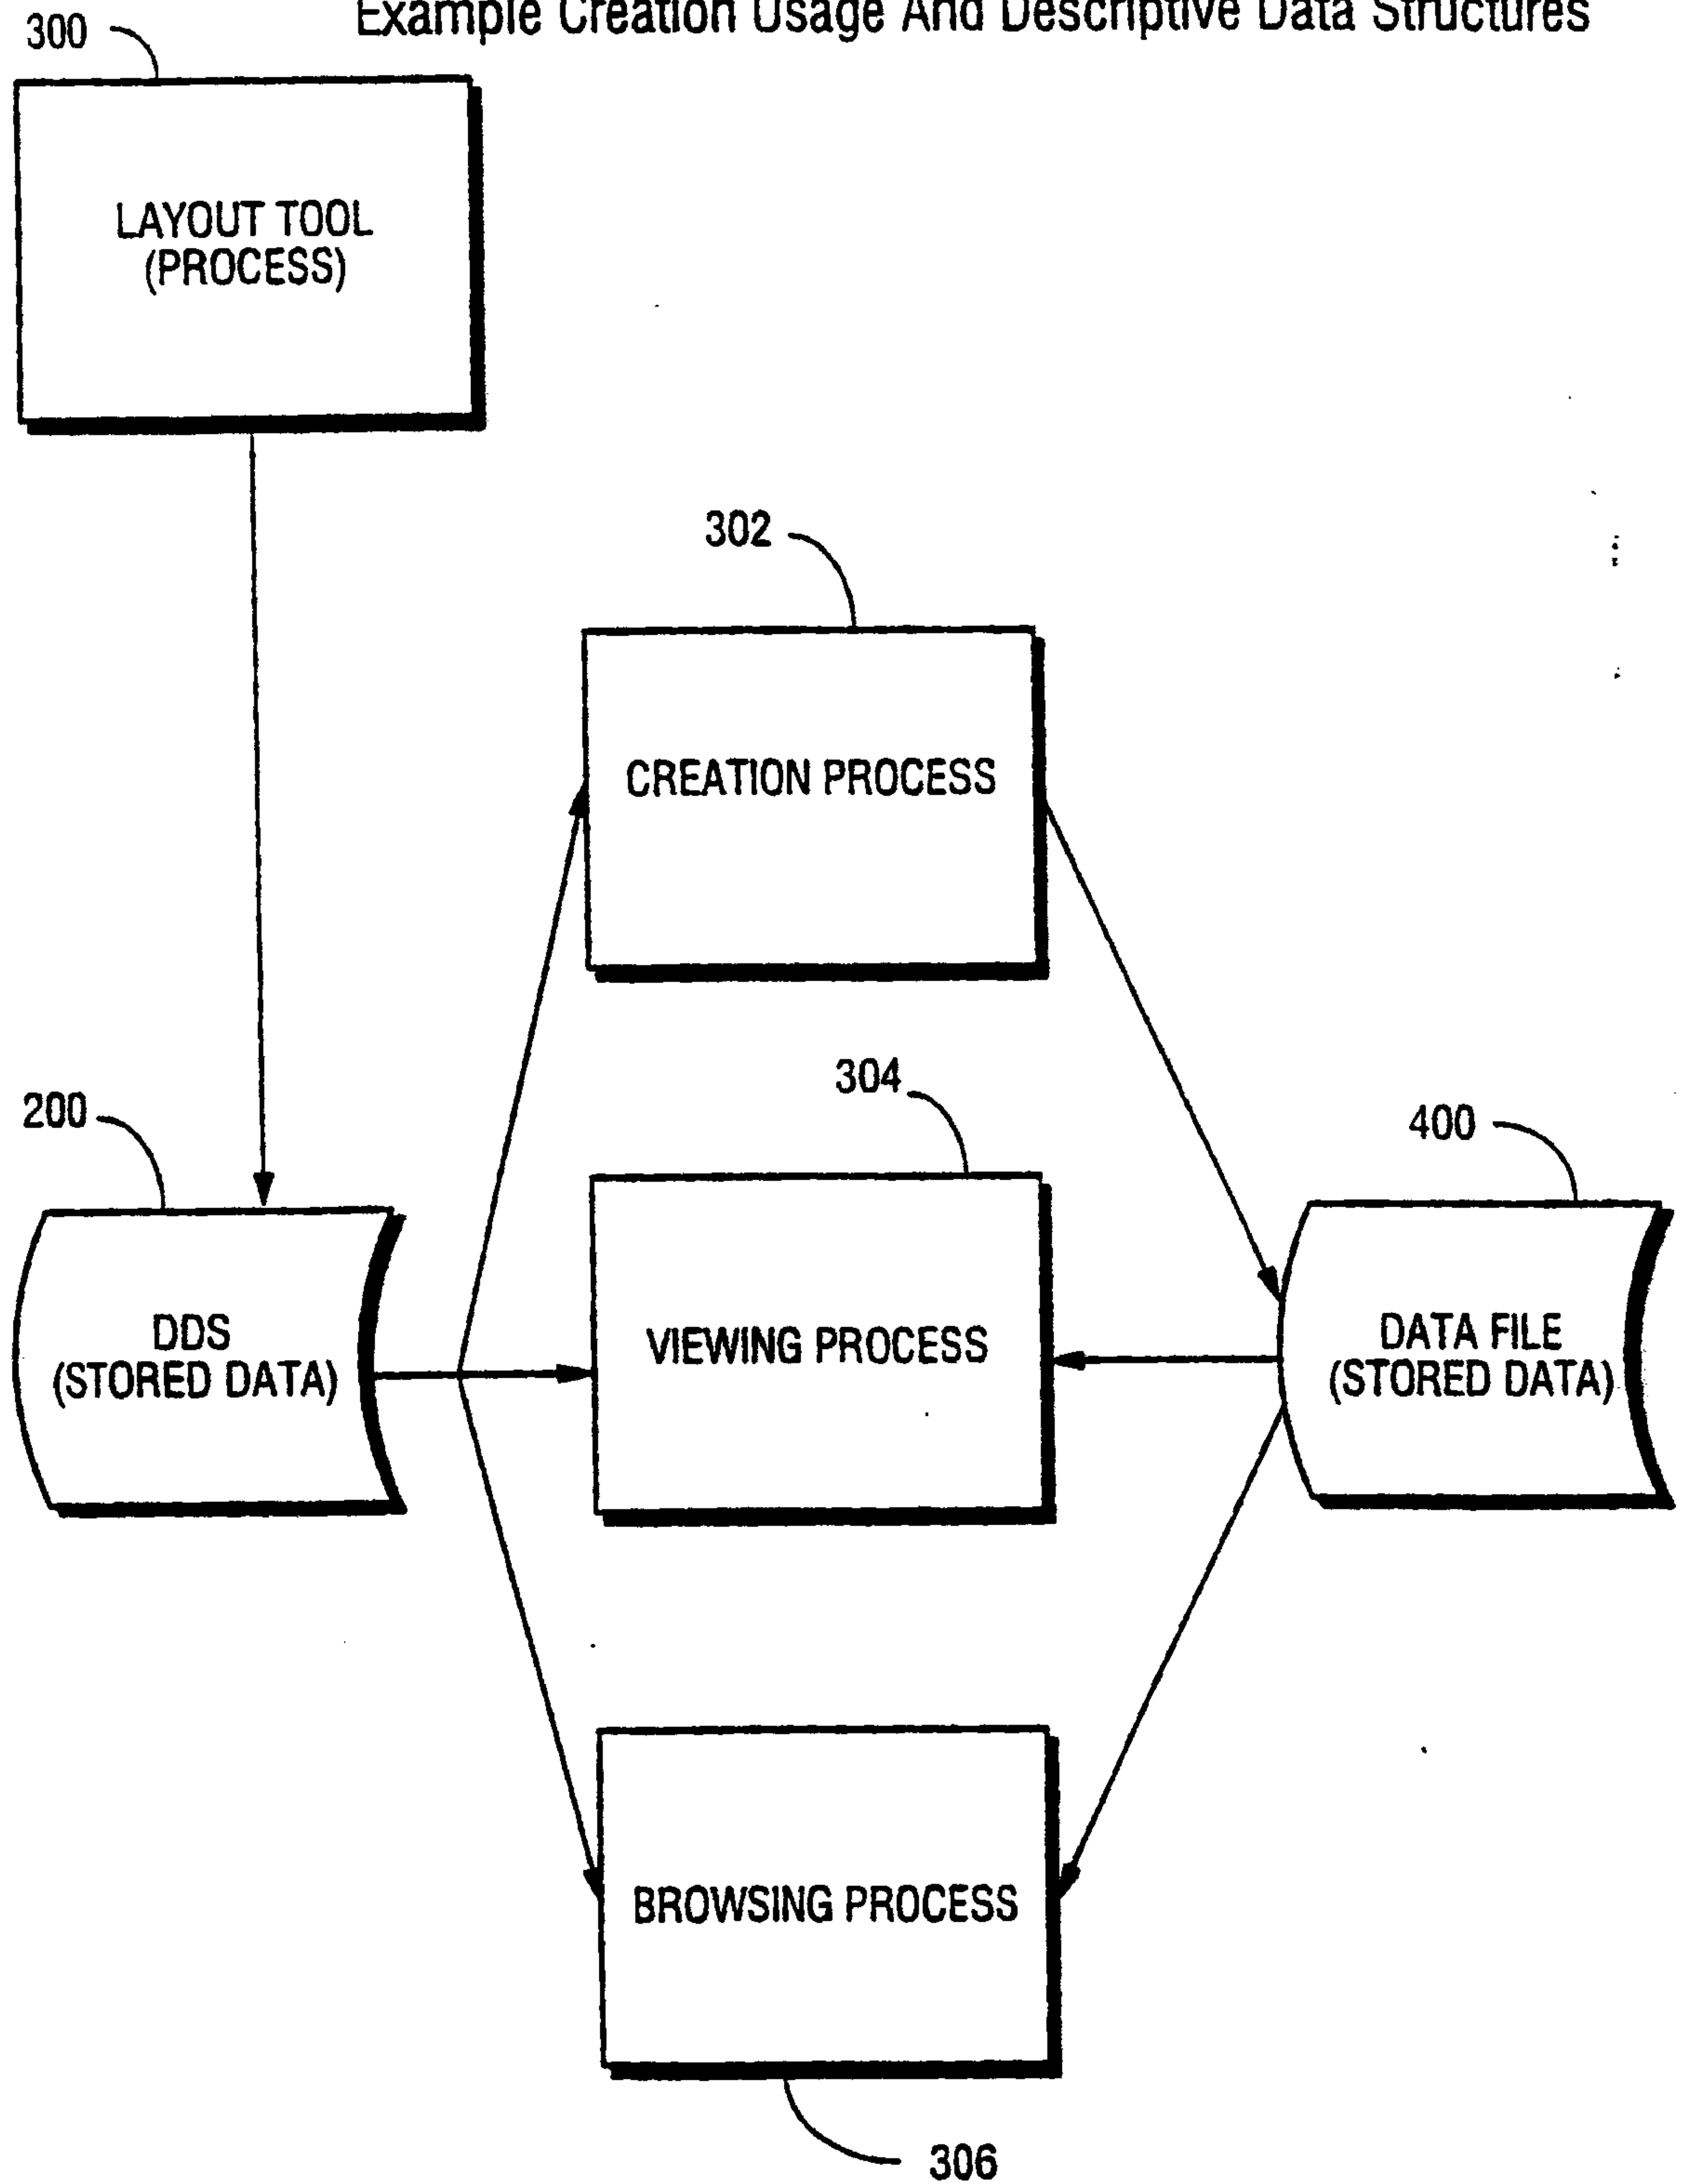 Example Creation Usage And Descriptive Data Structures
300
LAYOUT TOOL
(PROCESS)
302
CREATION PROCESS
304
200
400
DDS
(STORED DATA)
VIEWING PROCESS
DATA FILE
(STORED DATA)
BROWSING PROCESS
306